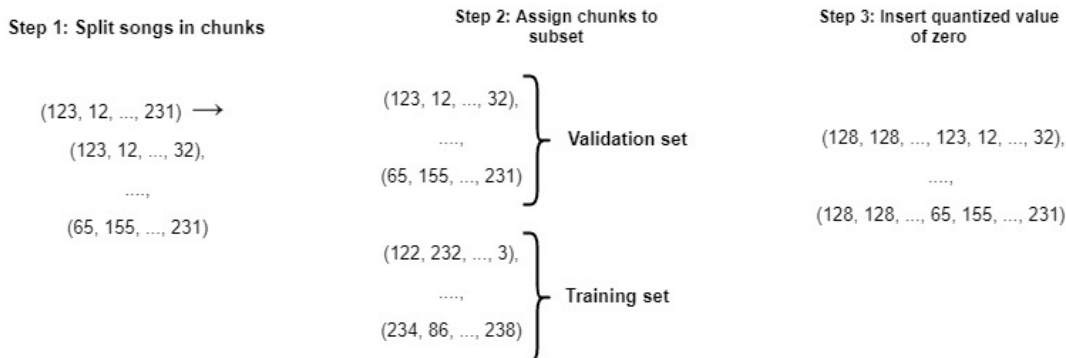 Step 1: Split songs in chunks
(123, 12, ..., 231) →
(123, 12, ..., 32),
....,
(65, 155, ..., 231)
Step 2: Assign chunks to
subset
(123, 12, ..., 32),
....,
(65, 155, ..., 231)
Validation set
(122, 232, ..., 3),
....,
(234, 86, ..., 238)
Training set
Step 3: Insert quantized value
of zero
(128, 128, ..., 123, 12, ..., 32),
....,
(128, 128, ..., 65, 155, ..., 231)